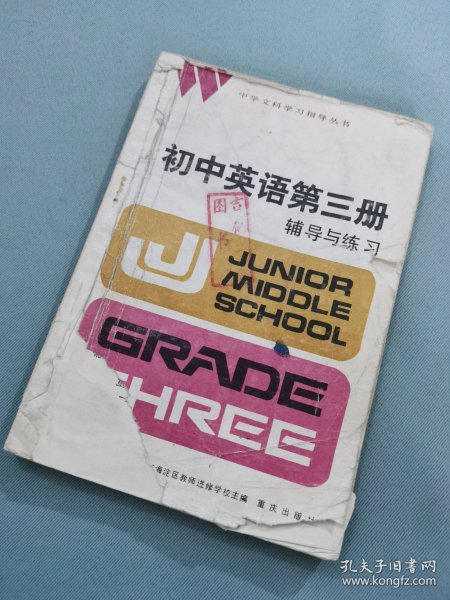 中学文科学习指导丛书
初中英语第三册
辅导与练习
J
JUNIOR
MIDDLE
SCHOOL
GRADE
THREE
海淀区教师进修学校主编 重庆出版
孔夫子旧书网
www.kongfz.com